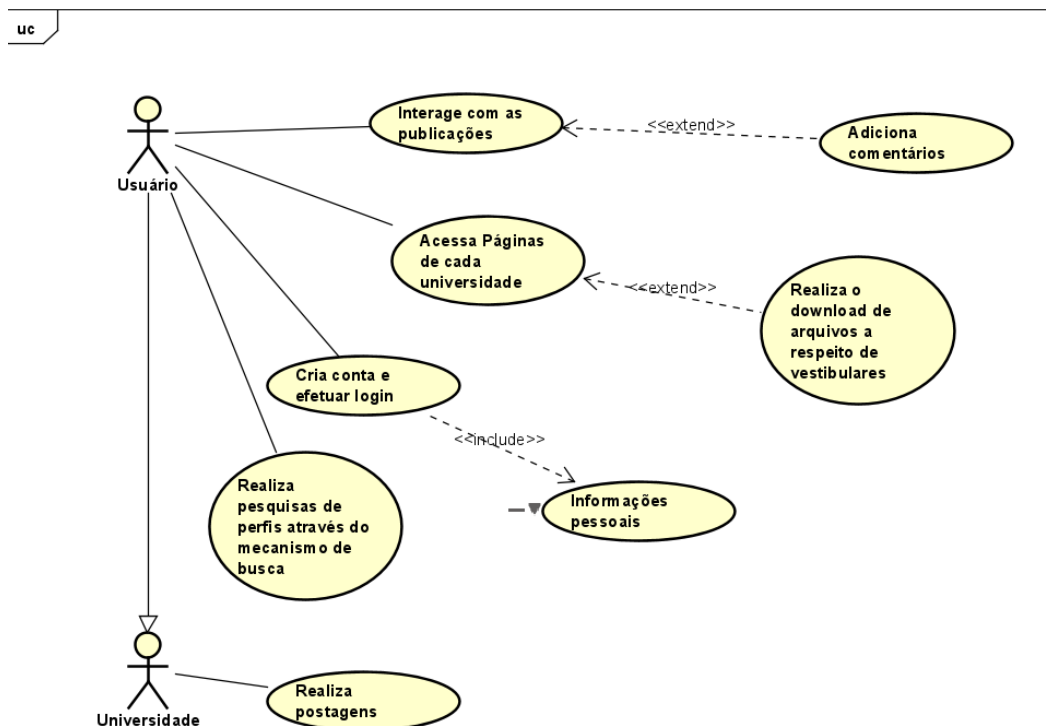 uc
Interage com as
publicações
<<extend>>
Adiciona
comentários
Usuário
Acessa Páginas
de cada
universidade
<<extend>>
Realiza o
download de
arquivos a
respeito de
vestibulares
Cria conta e
efetuar login
<<include>>
Realiza
pesquisas de
perfis através do
mecanismo de
busca
Informações
pessoais
Universidade
Realiza
postagens